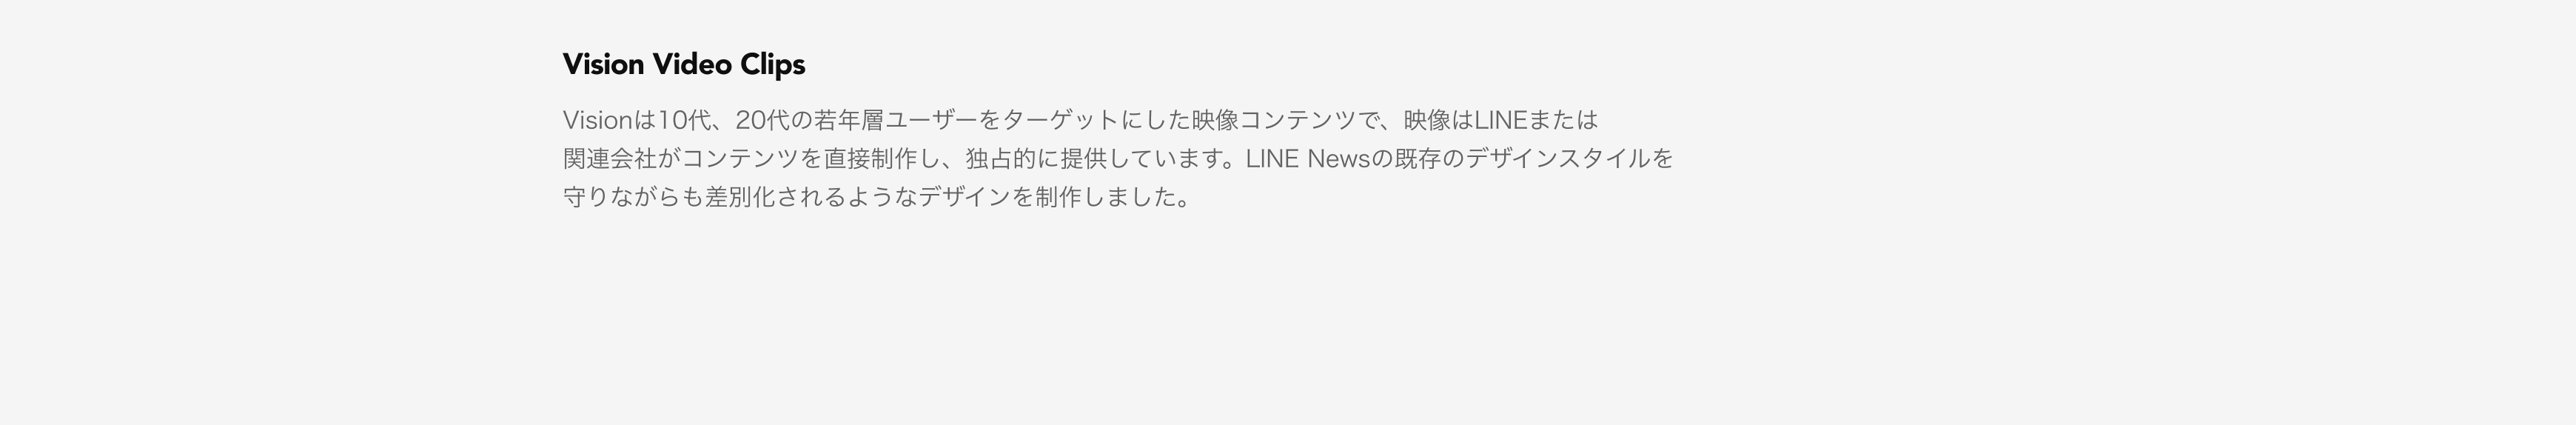 Vision Video Clips
Visionは10代、20代の若年層ユーザーをターゲットにした映像コンテンツで、映像はLINEまたは
関連会社がコンテンツを直接制作し、独占的に提供しています。LINE Newsの既存のデザインスタイルを
守りながらも差別化されるようなデザインを制作しました。